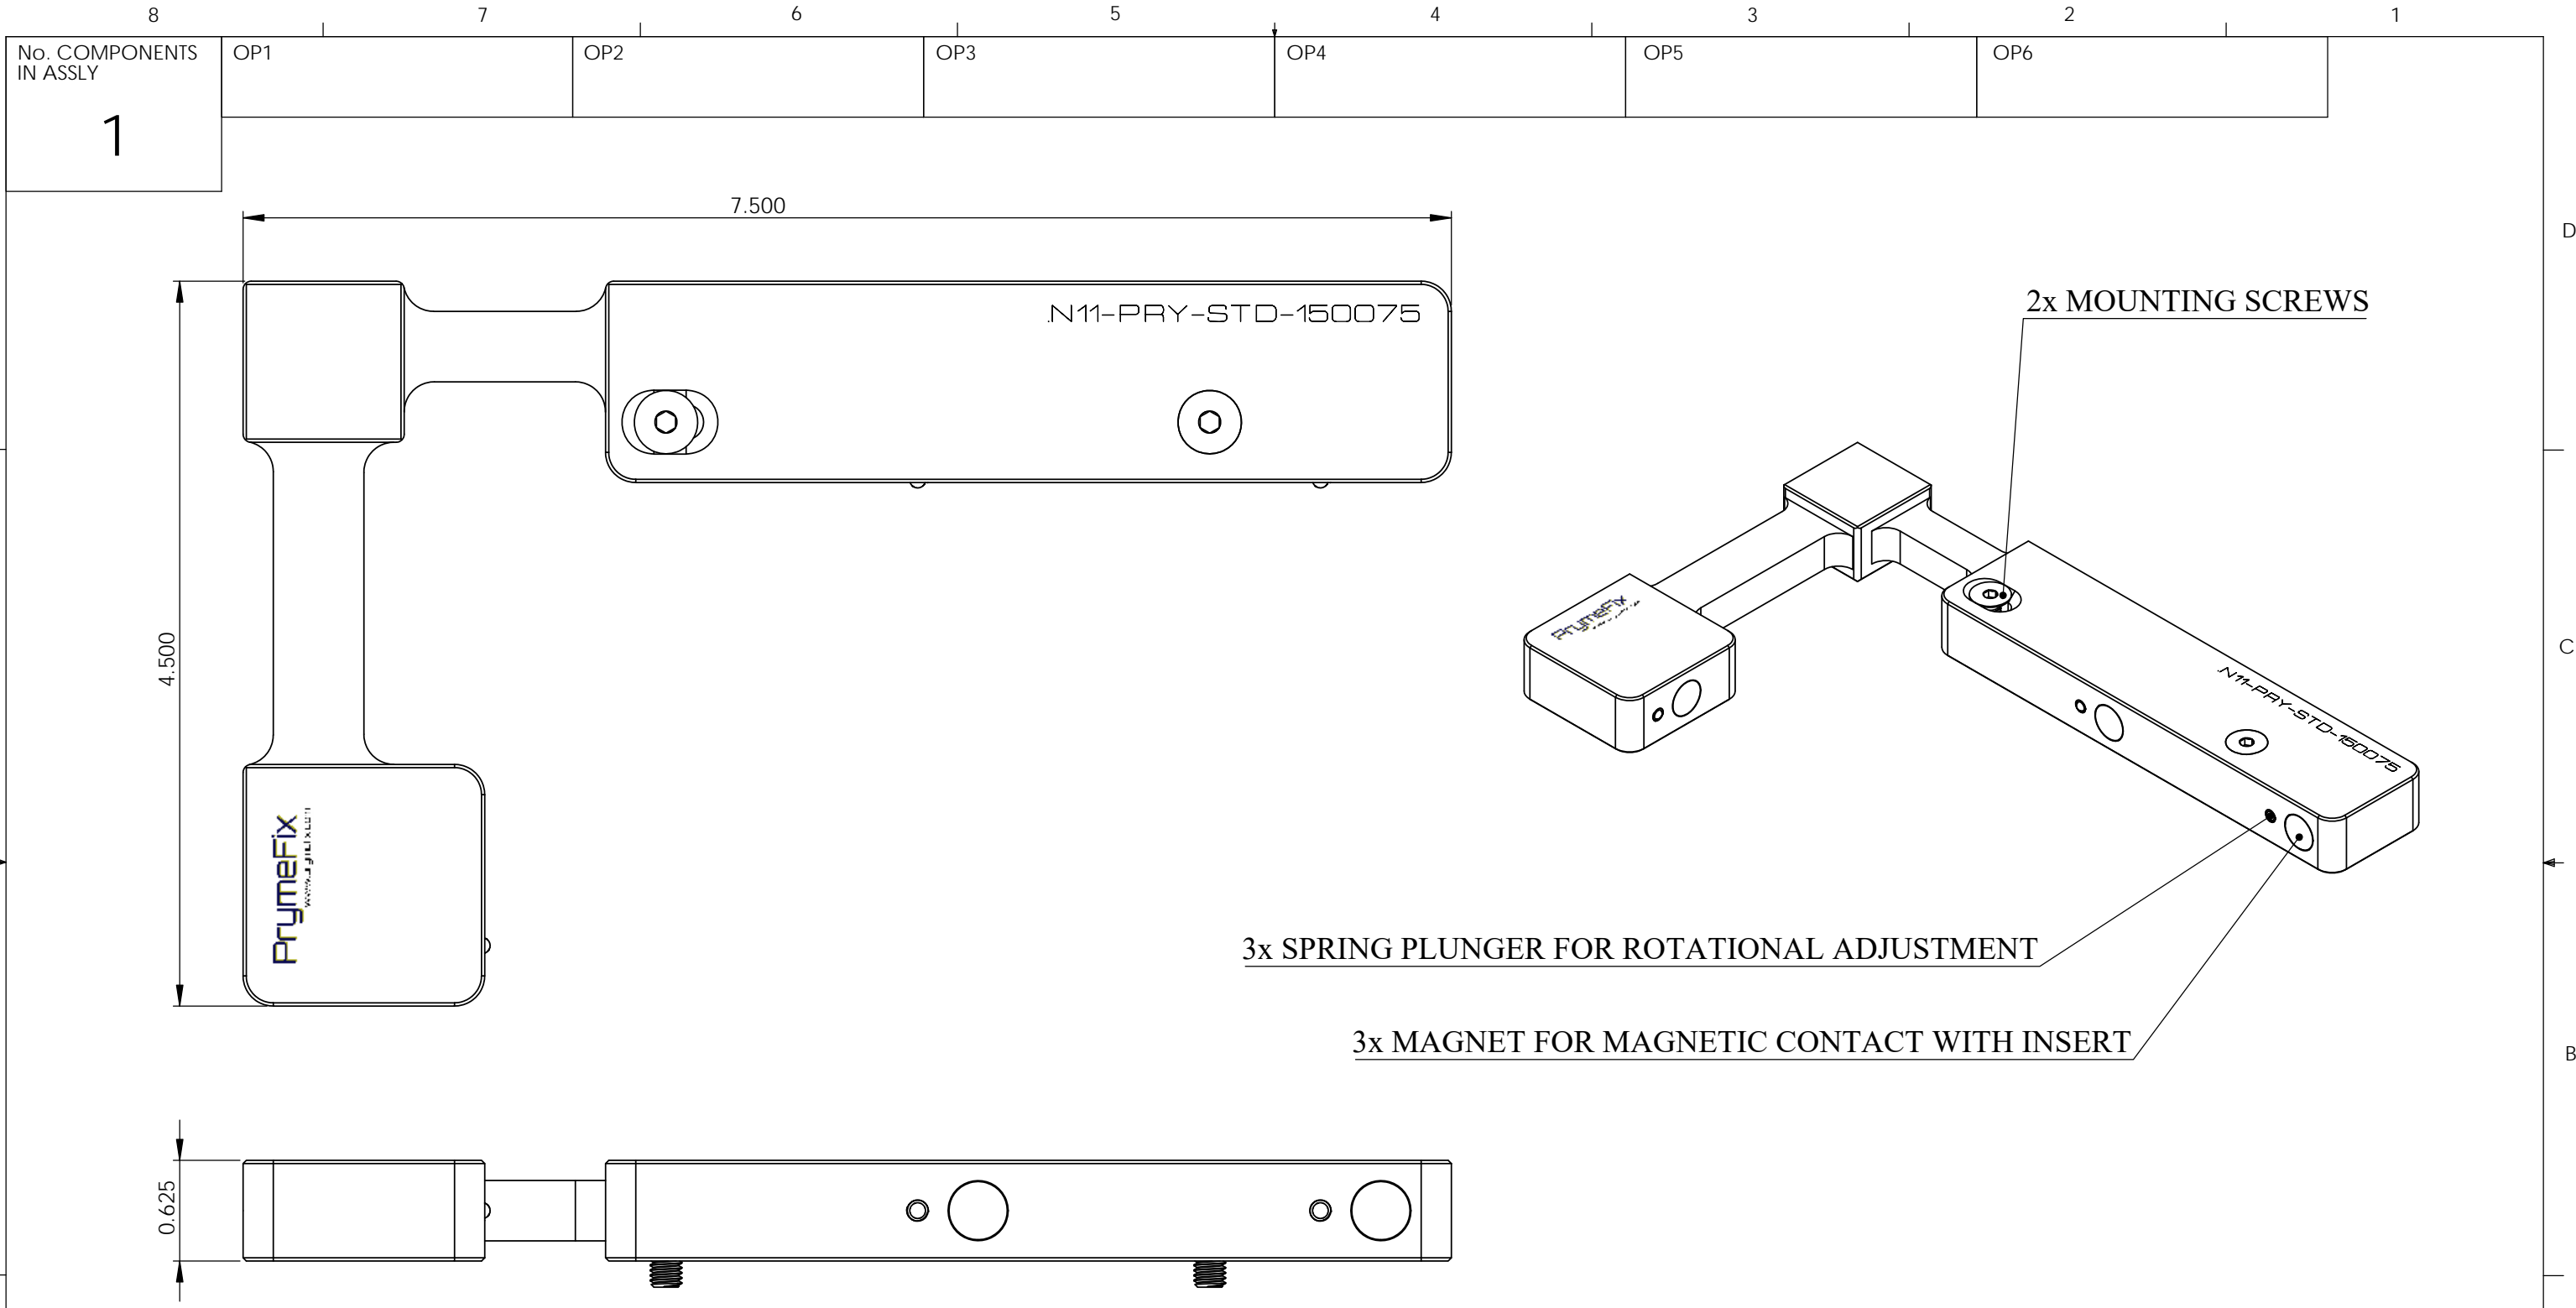 8 7 6 5 4 3 2 1
No. COMPONENTS
IN ASSLY
1
OP1
OP2
OP3
OP4
OP5
OP6
7.500
D
.N11-PRY-STD-150075
2x MOUNTING SCREWS
4.500
C
PrymeFix
.N11-PRY-STD-150075
PrymeFix
3x SPRING PLUNGER FOR ROTATIONAL ADJUSTMENT
3x MAGNET FOR MAGNETIC CONTACT WITH INSERT
B
0.625